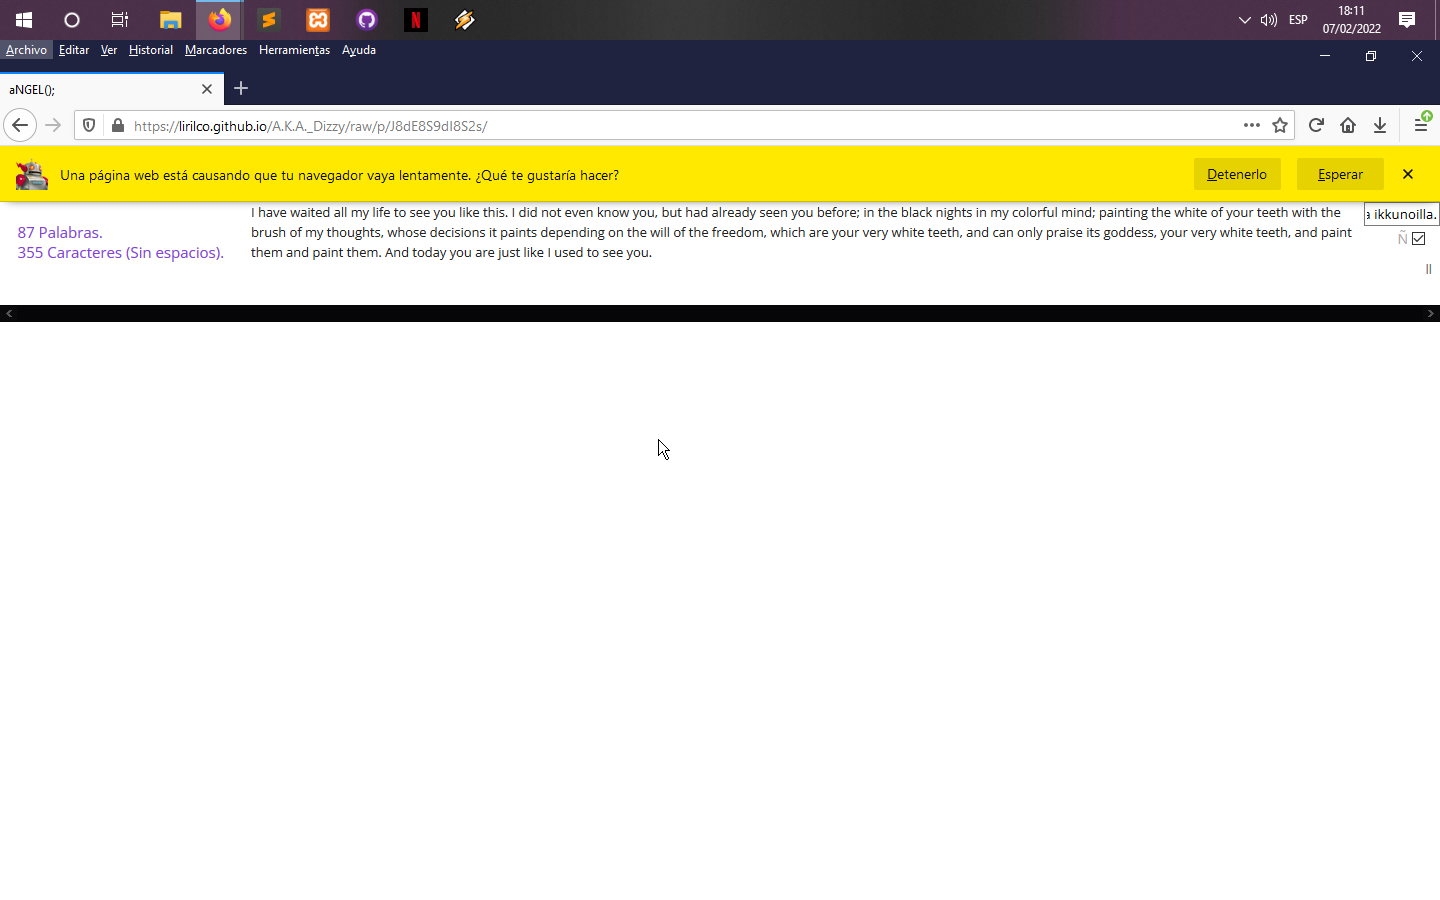 18:11
ESP
07/02/2022
Archivo Editar Ver Historial Marcadores Herramientas Ayuda
aNGEL();
https://lirilco.github.io/A.K.A._Dizzy/raw/p/J8dE8S9dI8S2s/
Una página web está causando que tu navegador vaya lentamente. ¿Qué te gustaría hacer?
Detenerlo
Esperar
87 Palabras.
355 Caracteres (Sin espacios).
I have waited all my life to see you like this. I did not even know you, but had already seen you before; in the black nights in my colorful mind; painting the white of your teeth with the
brush of my thoughts, whose decisions it paints depending on the will of the freedom, which are your very white teeth, and can only praise its goddess, your very white teeth, and paint
them and paint them. And today you are just like I used to see you.
a ikkunoilla.
Ñ
II